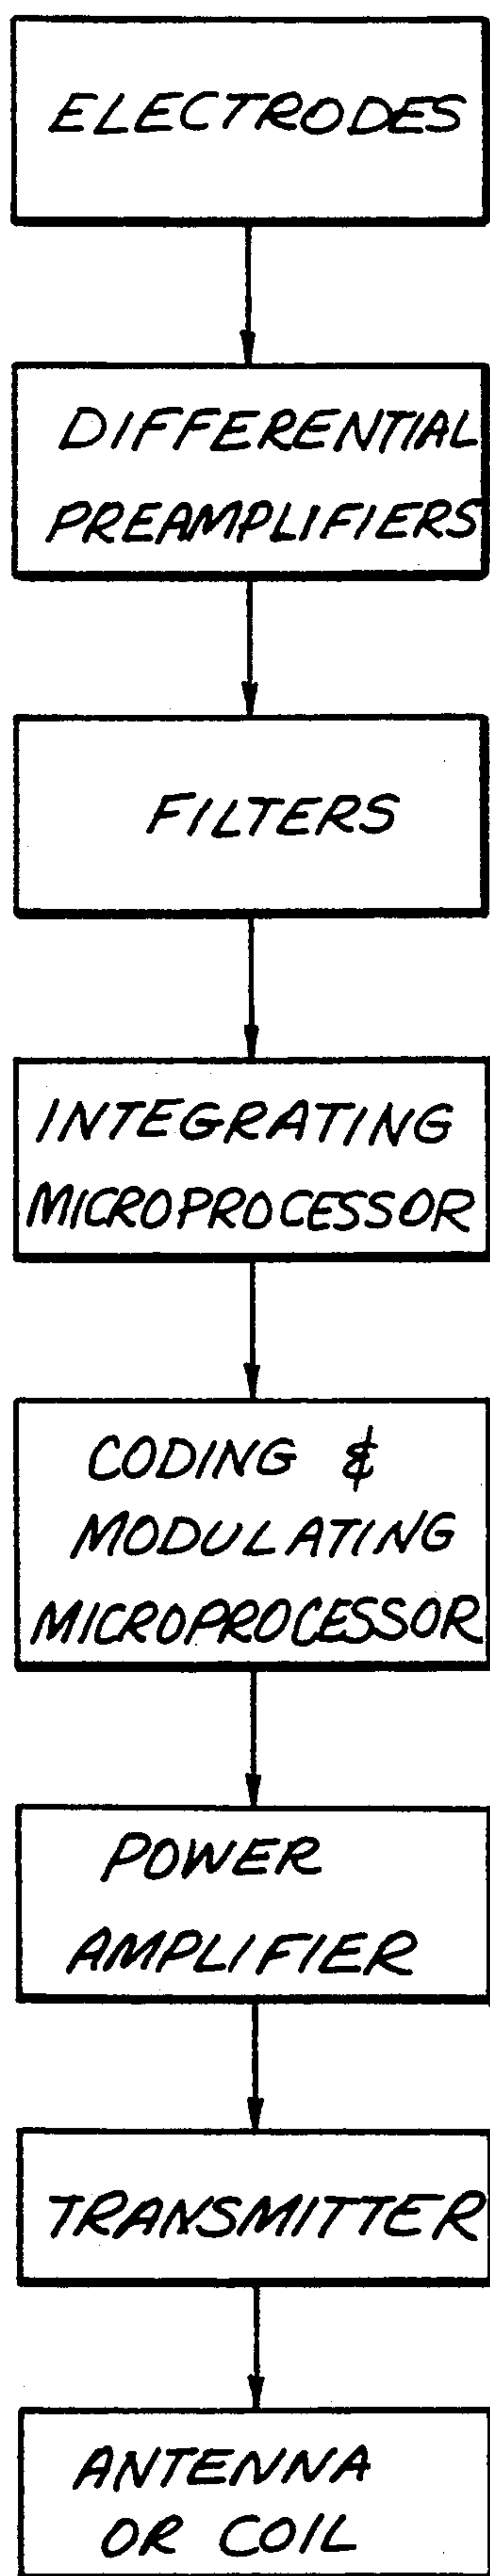 ELECTRODES
DIFFERENTIAL
PREAMPLIFIERS
FILTERS
INTEGRATING
MICROPROCESSOR
CODING &
MODULATING
MICROPROCESSOR
POWER
AMPLIFIER
TRANSMITTER
ANTENNA
OR COIL